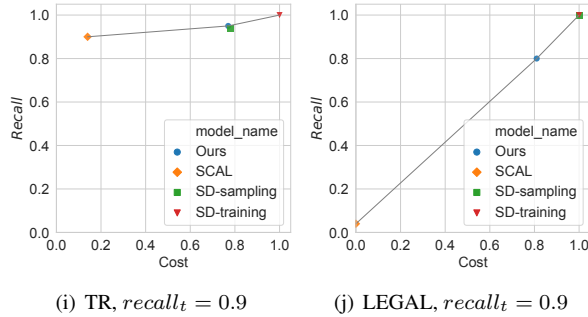 1.0
0.8
0.6
0.4
0.2
0.0
Recall
model_name
Ours
SCAL
SD-sampling
SD-training
0.0 0.2 0.4 0.6 0.8 1.0
Cost
(i) TR, recall_t = 0.9
1.0
0.8
0.6
0.4
0.2
0.0
Recall
model_name
Ours
SCAL
SD-sampling
SD-training
0.0 0.2 0.4 0.6 0.8 1.0
Cost
(j) LEGAL, recall_t = 0.9